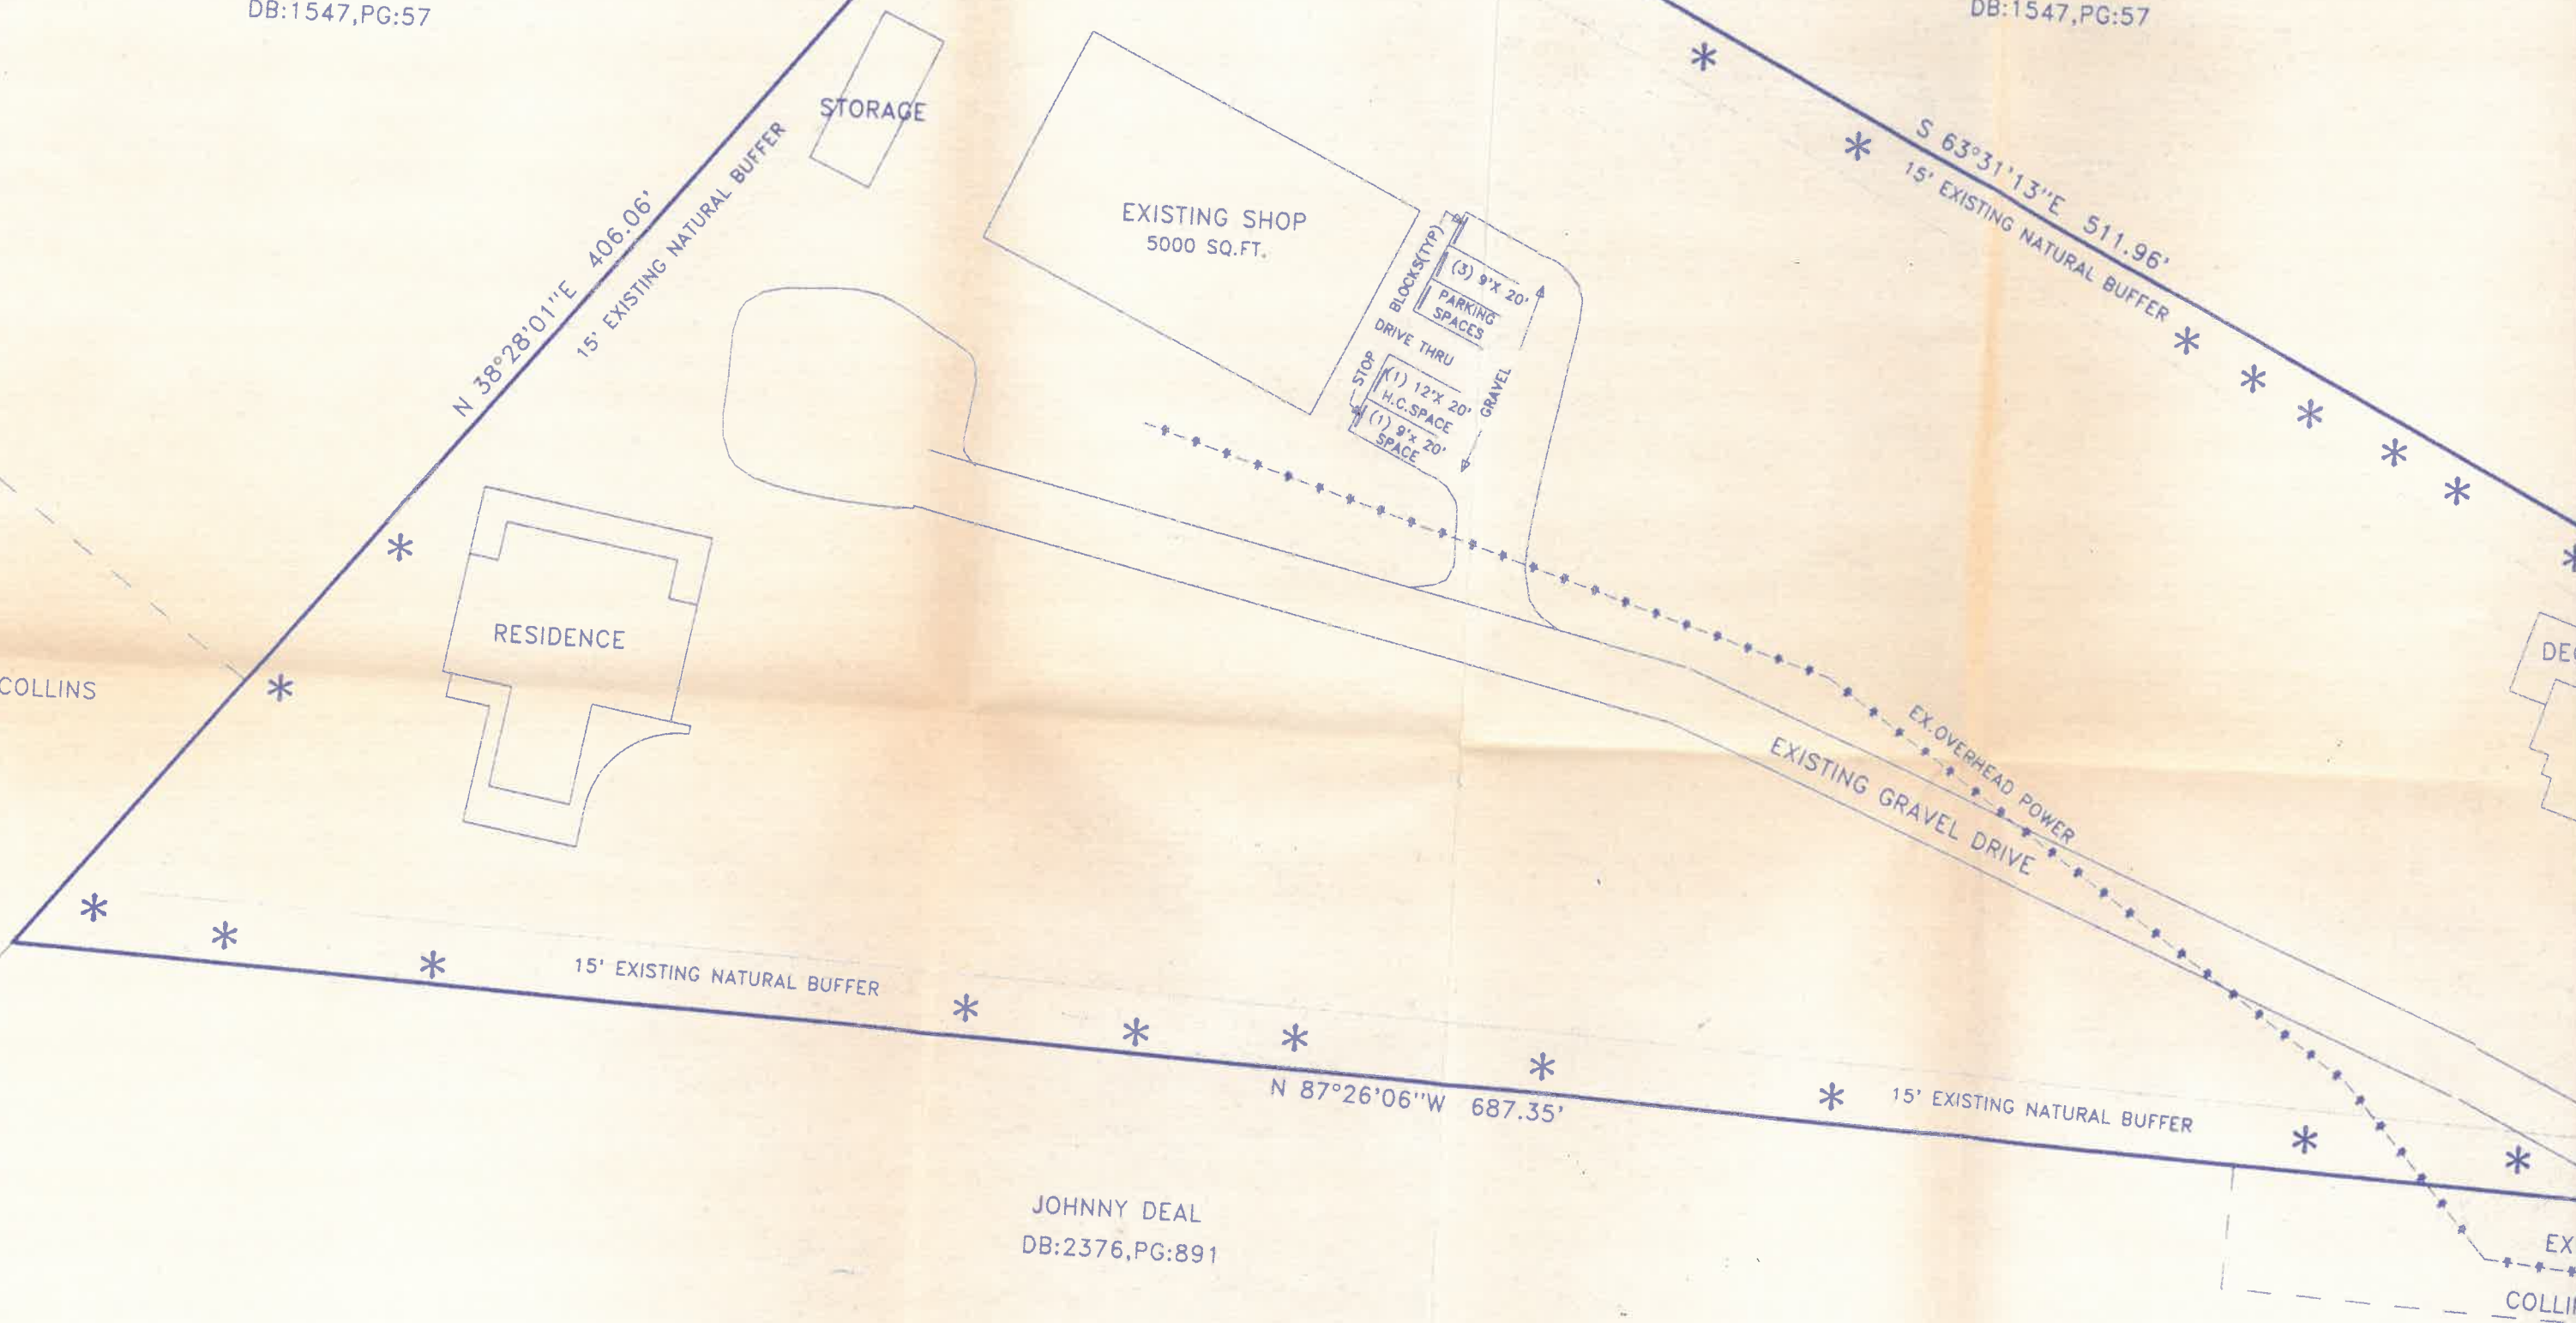 DB:1547,PG:57
DB:1547,PG:57
STORAGE
S 63°31'13"E 511.96'
15' EXISTING NATURAL BUFFER
N 38°28'01"E 406.06'
15' EXISTING NATURAL BUFFER
EXISTING SHOP
5000 SQ.FT.
STOP BLOCKS(TYP)
(3) 9'X 20'
PARKING
SPACES
DRIVE THRU
(1) 12'X 20'
H.C.SPACE
(1) 9'x 20'
SPACE
GRAVEL
RESIDENCE
COLLINS
EX.OVERHEAD POWER
EXISTING GRAVEL DRIVE
15' EXISTING NATURAL BUFFER
N 87°26'06"W 687.35'
15' EXISTING NATURAL BUFFER
JOHNNY DEAL
DB:2376,PG:891
EX